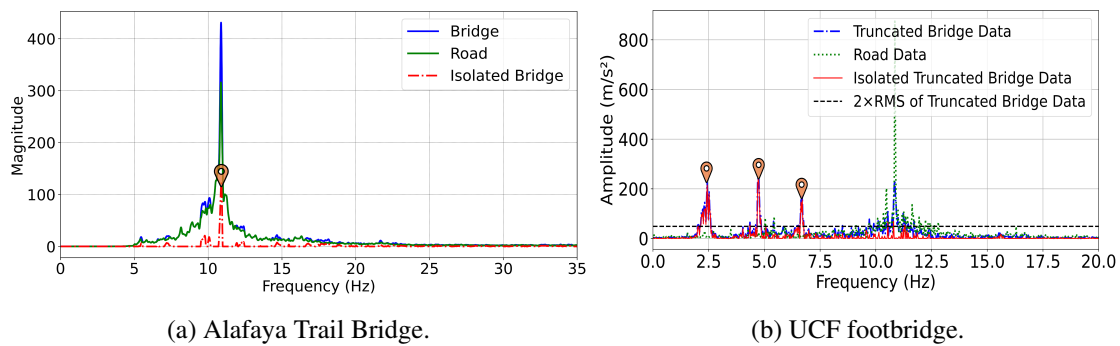 Magnitude
400
300
200
100
0
0 5 10 15 20 25 30 35
Frequency (Hz)
Bridge
Road
Isolated Bridge
(a) Alafaya Trail Bridge.
Amplitude (m/s²)
800
600
400
200
0
0.0 2.5 5.0 7.5 10.0 12.5 15.0 17.5 20.0
Frequency (Hz)
Truncated Bridge Data
Road Data
Isolated Truncated Bridge Data
2×RMS of Truncated Bridge Data
(b) UCF footbridge.